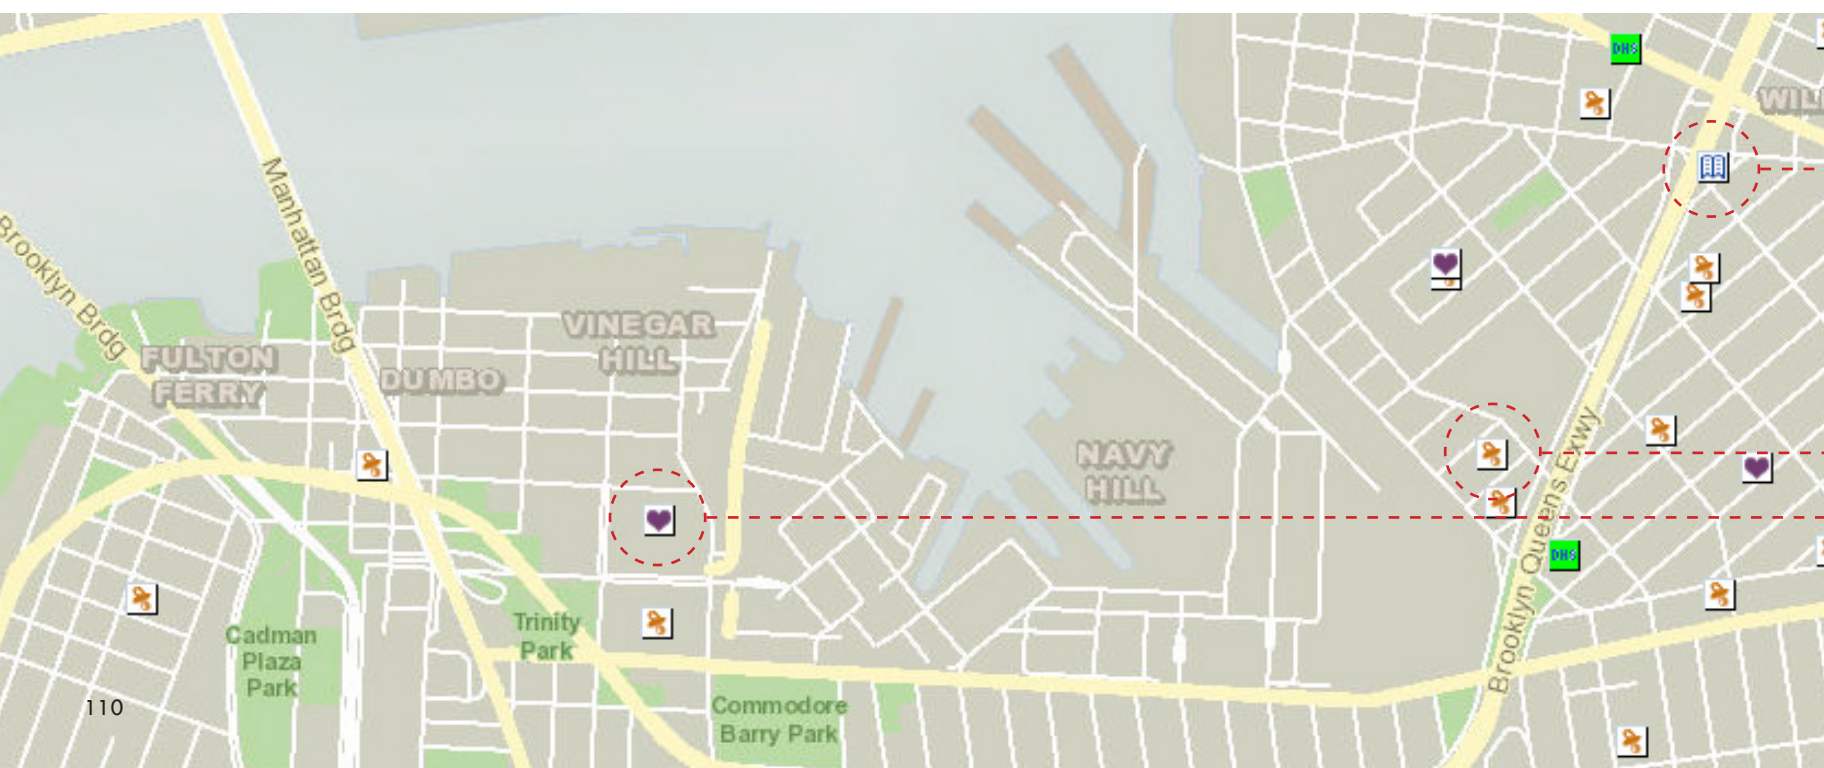 DHS
WILL
Manhattan Brdg
Brooklyn Brdg
VINEGAR
HILL
FULTON
FERRY
DUMBO
NAVY
HILL
Brooklyn Queens Exwy
DHS
Trinity
Park
Cadman
Plaza
Park
Commodore
Barry Park
110